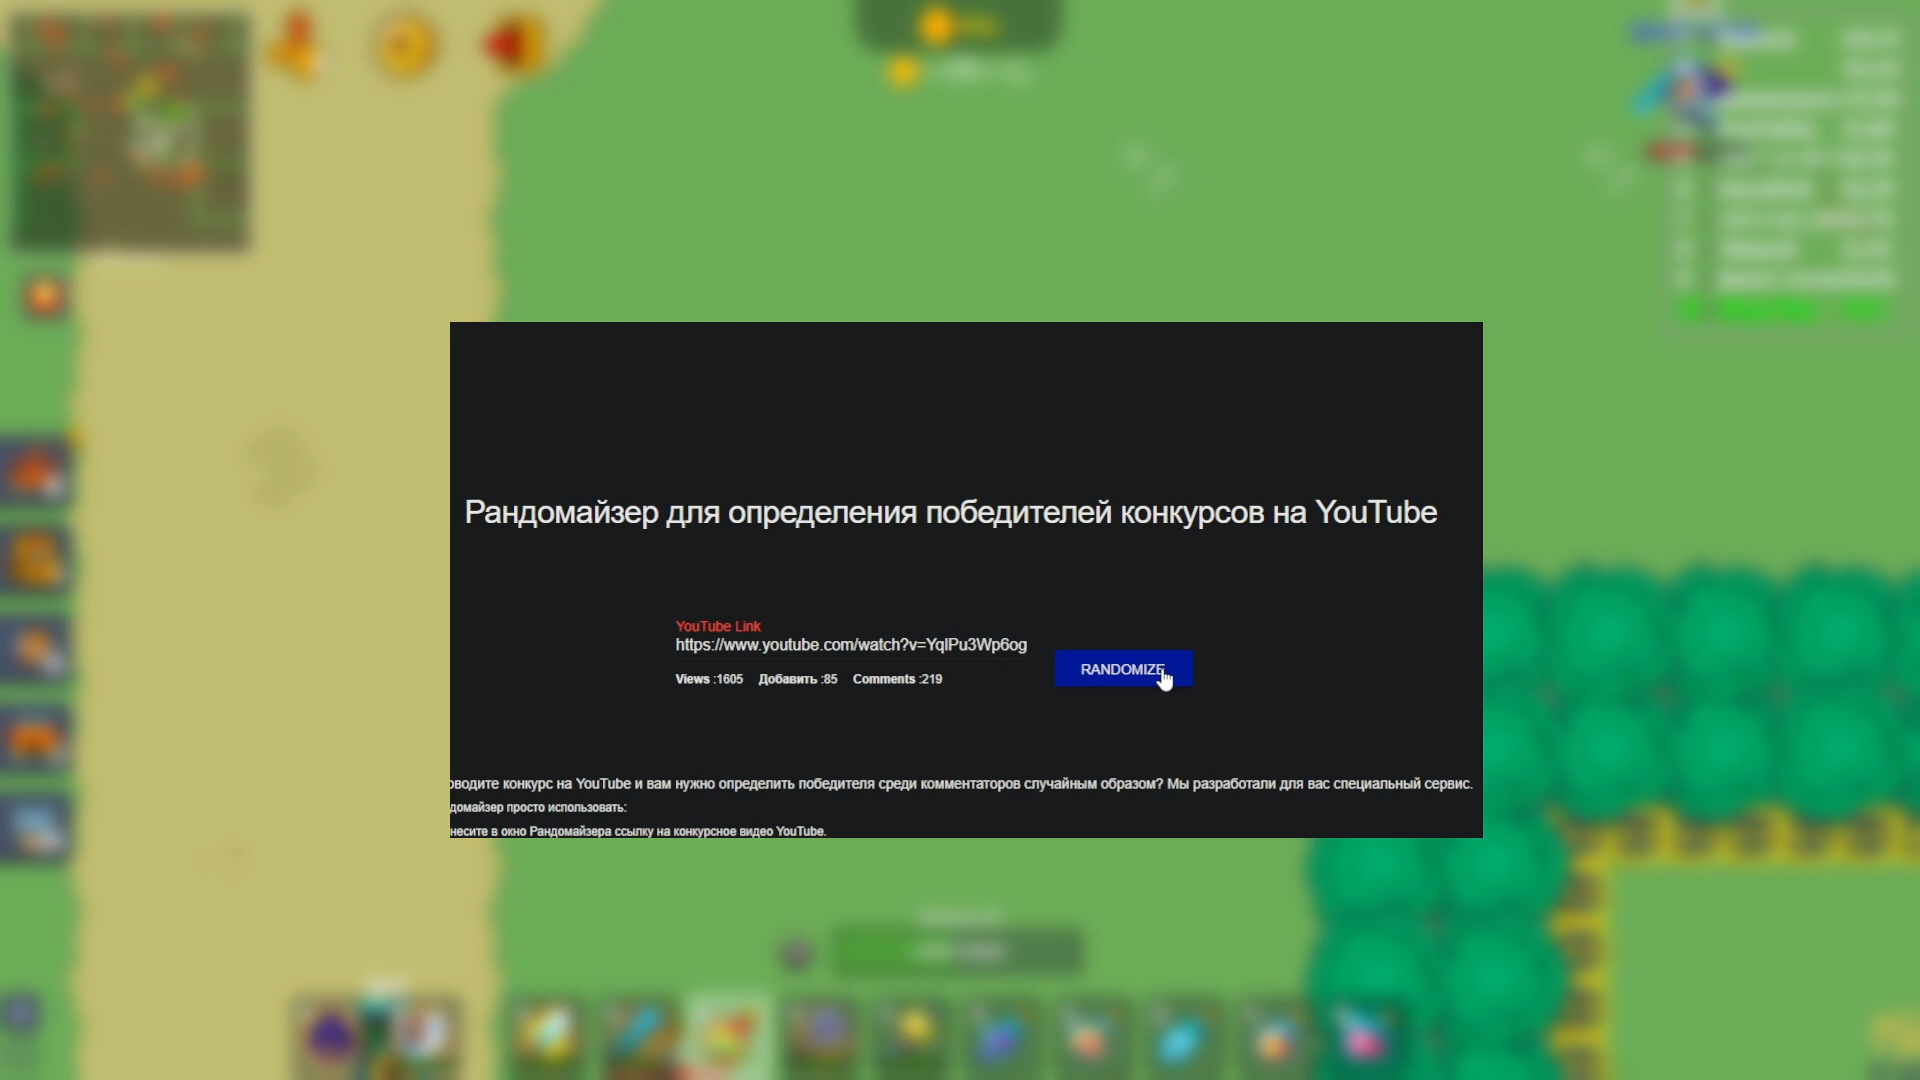 Рандомайзер для определения победителей конкурсов на YouTube
YouTube Link
https://www.youtube.com/watch?v=YqlPu3Wp6og
RANDOMIZE
Views :1605 Добавить :85 Comments :219
оводите конкурс на YouTube и вам нужно определить победителя среди комментаторов случайным образом? Мы разработали для вас специальный сервис.
домайзер просто использовать:
несите в окно Рандомайзера ссылку на конкурсное видео YouTube.